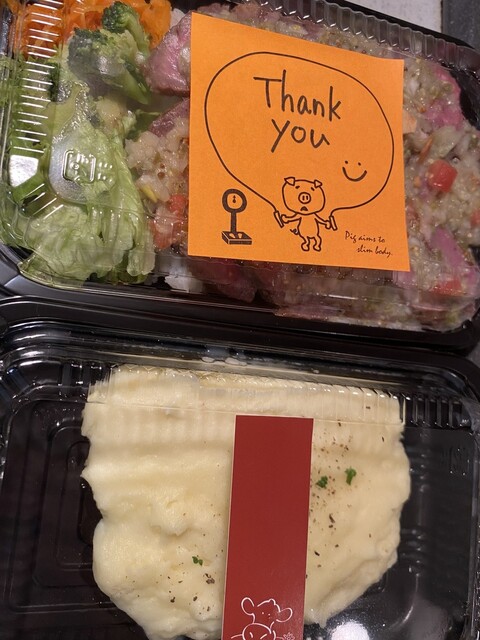 Thank
you
Pig aims to
slim body.